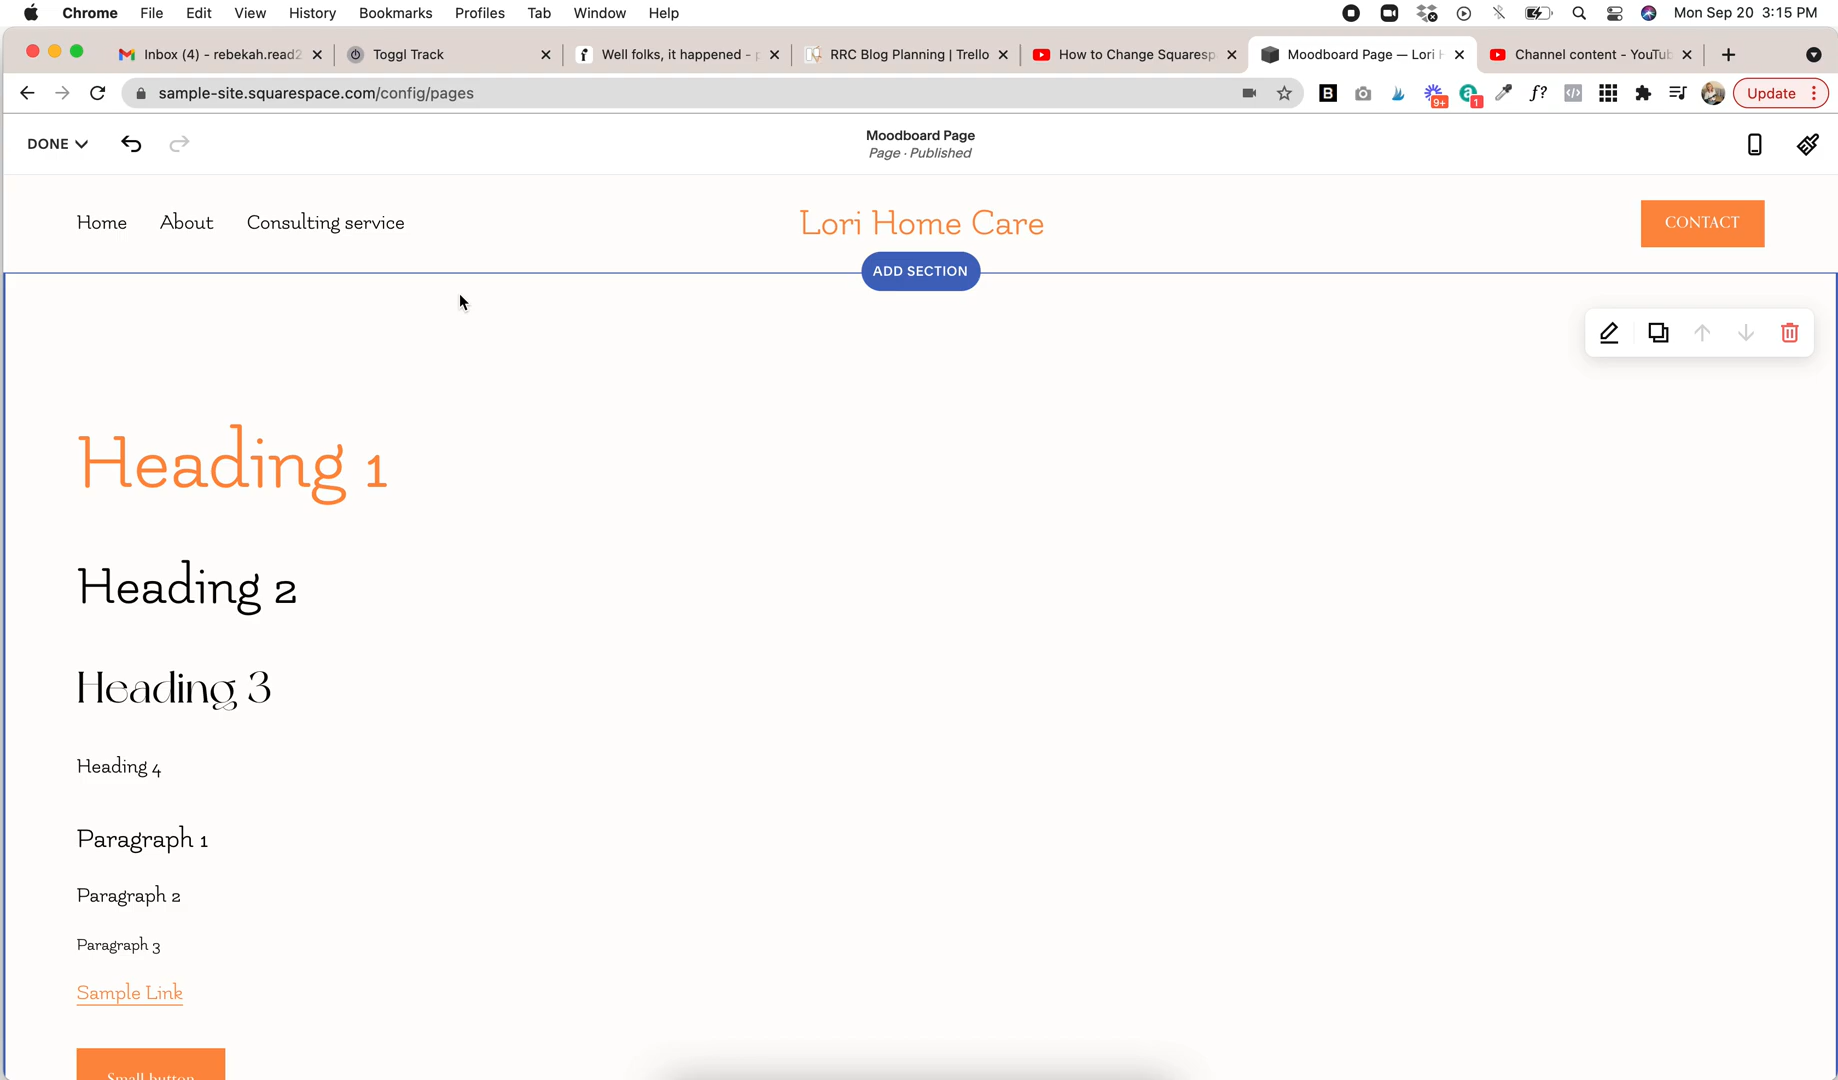 Chrome File Edit View History Bookmarks Profiles Tab Window Help Mon Sep 20 3:15 PM
Inbox (4) - rebekah.read2 Toggl Track Well folks, it happened - RRC Blog Planning | Trello How to Change Squaresp Moodboard Page — Lori H Channel content - YouTub
sample-site.squarespace.com/config/pages B 9+ a 1 f? Update
DONE
Moodboard Page
Page · Published
Home About Consulting service Lori Home Care CONTACT
ADD SECTION
Heading 1
Heading 2
Heading 3
Heading 4
Paragraph 1
Paragraph 2
Paragraph 3
Sample Link
Small button